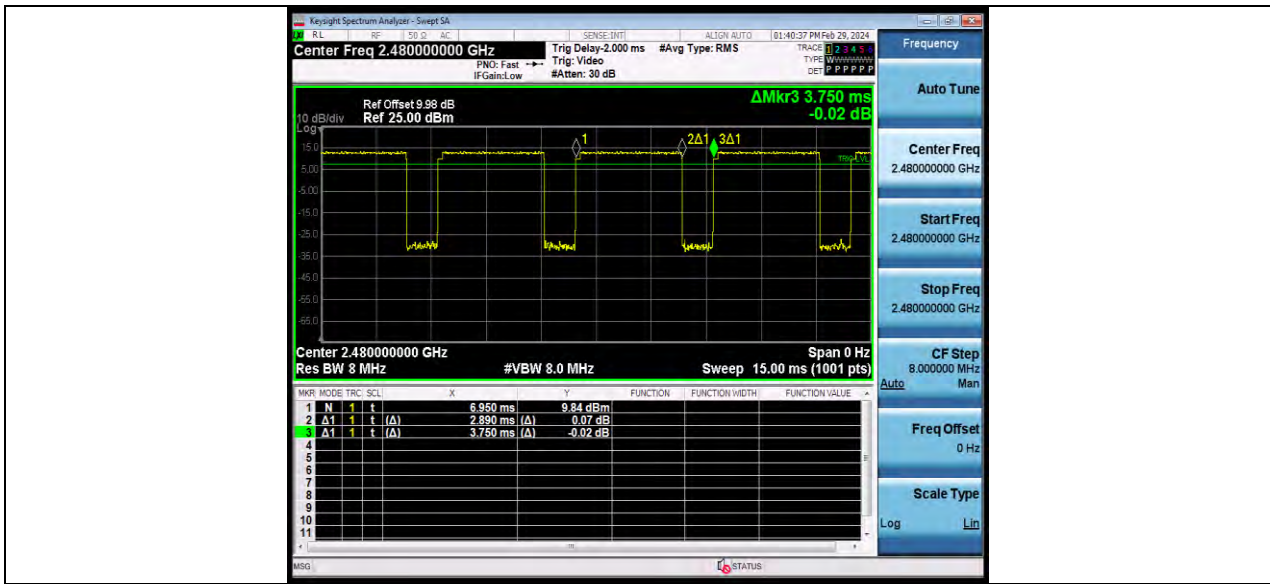 Keysight Spectrum Analyzer - Swept SA
RL RF 50 Ω AC SENSE:INT ALIGN AUTO 01:40:37 PM Feb 29, 2024
Center Freq 2.480000000 GHz
Trig Delay-2.000 ms #Avg Type: RMS
TRACE 1 2 3 4 5 6
PNO: Fast Trig: Video
TYPE WWWWWW
IFGain:Low #Atten: 30 dB
DET P P P P P P
Frequency
ΔMkr3 3.750 ms
-0.02 dB
Ref Offset 9.98 dB
10 dB/div Ref 25.00 dBm
Log
15.0
5.00
-5.00
-15.0
-25.0
-35.0
-45.0
-55.0
-65.0
1 2Δ1 3Δ1
TRIG LVL
Center 2.480000000 GHz Span 0 Hz
Res BW 8 MHz #VBW 8.0 MHz Sweep 15.00 ms (1001 pts)
MKR MODE TRC SCL X Y FUNCTION FUNCTION WIDTH FUNCTION VALUE
1 N 1 t 6.950 ms 9.84 dBm
2 Δ1 1 t (Δ) 2.890 ms (Δ) 0.07 dB
3 Δ1 1 t (Δ) 3.750 ms (Δ) -0.02 dB
4
5
6
7
8
9
10
11
MSG STATUS
Auto Tune
Center Freq
2.480000000 GHz
Start Freq
2.480000000 GHz
Stop Freq
2.480000000 GHz
CF Step
8.000000 MHz
Auto Man
Freq Offset
0 Hz
Scale Type
Log Lin